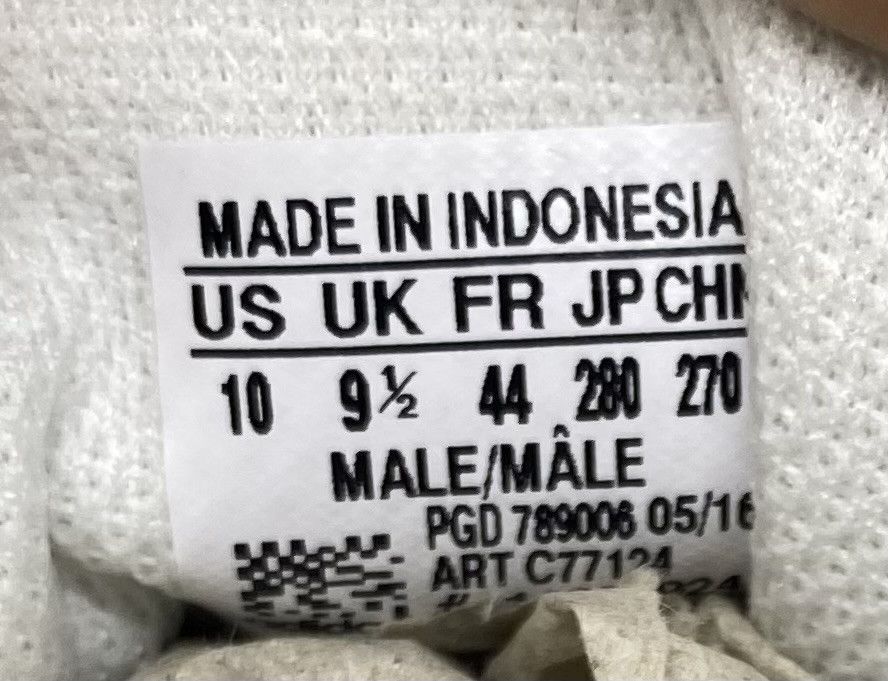 MADE IN INDONESIA
US UK FR JP CHN
10 9½ 44 280 270
MALE/MÂLE
PGD 789006 05/16
ART C77124
#